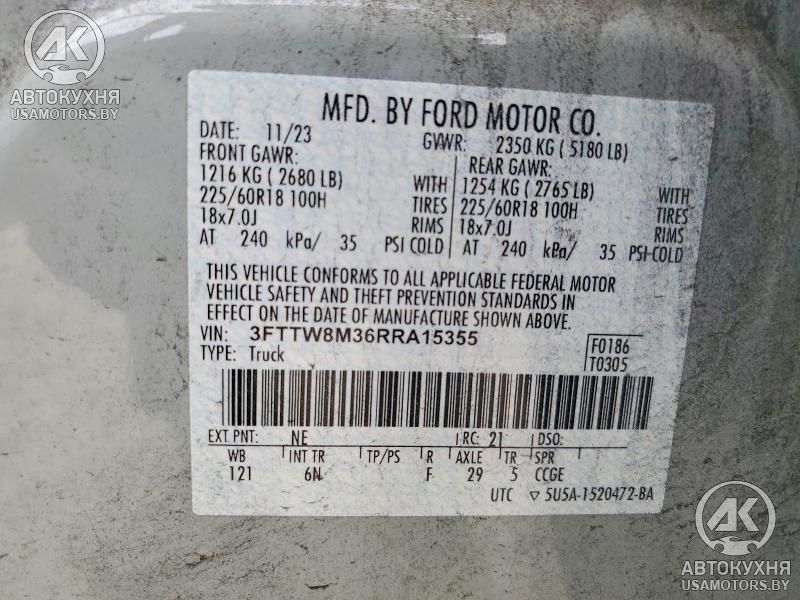 АВТОКУХНЯ
USAMOTORS.BY
MFD. BY FORD MOTOR CO.
DATE: 11/23 GVWR: 2350 KG ( 5180 LB)
FRONT GAWR: REAR GAWR:
1216 KG ( 2680 LB) WITH 1254 KG ( 2765 LB) WITH
225/60R18 100H TIRES 225/60R18 100H TIRES
18x7.0J RIMS 18x7.0J RIMS
AT 240 kPa/ 35 PSI COLD AT 240 kPa/ 35 PSI COLD
THIS VEHICLE CONFORMS TO ALL APPLICABLE FEDERAL MOTOR
VEHICLE SAFETY AND THEFT PREVENTION STANDARDS IN
EFFECT ON THE DATE OF MANUFACTURE SHOWN ABOVE.
VIN: 3FTTW8M36RRA15355 F0186
TYPE: Truck T0305
EXT PNT: NE RC: 21 DSO:
WB INT TR TP/PS R AXLE TR SPR
121 6N F 29 5 CCGE
UTC ▽ 5U5A-1520472-BA
АВТОКУХНЯ
USAMOTORS.BY